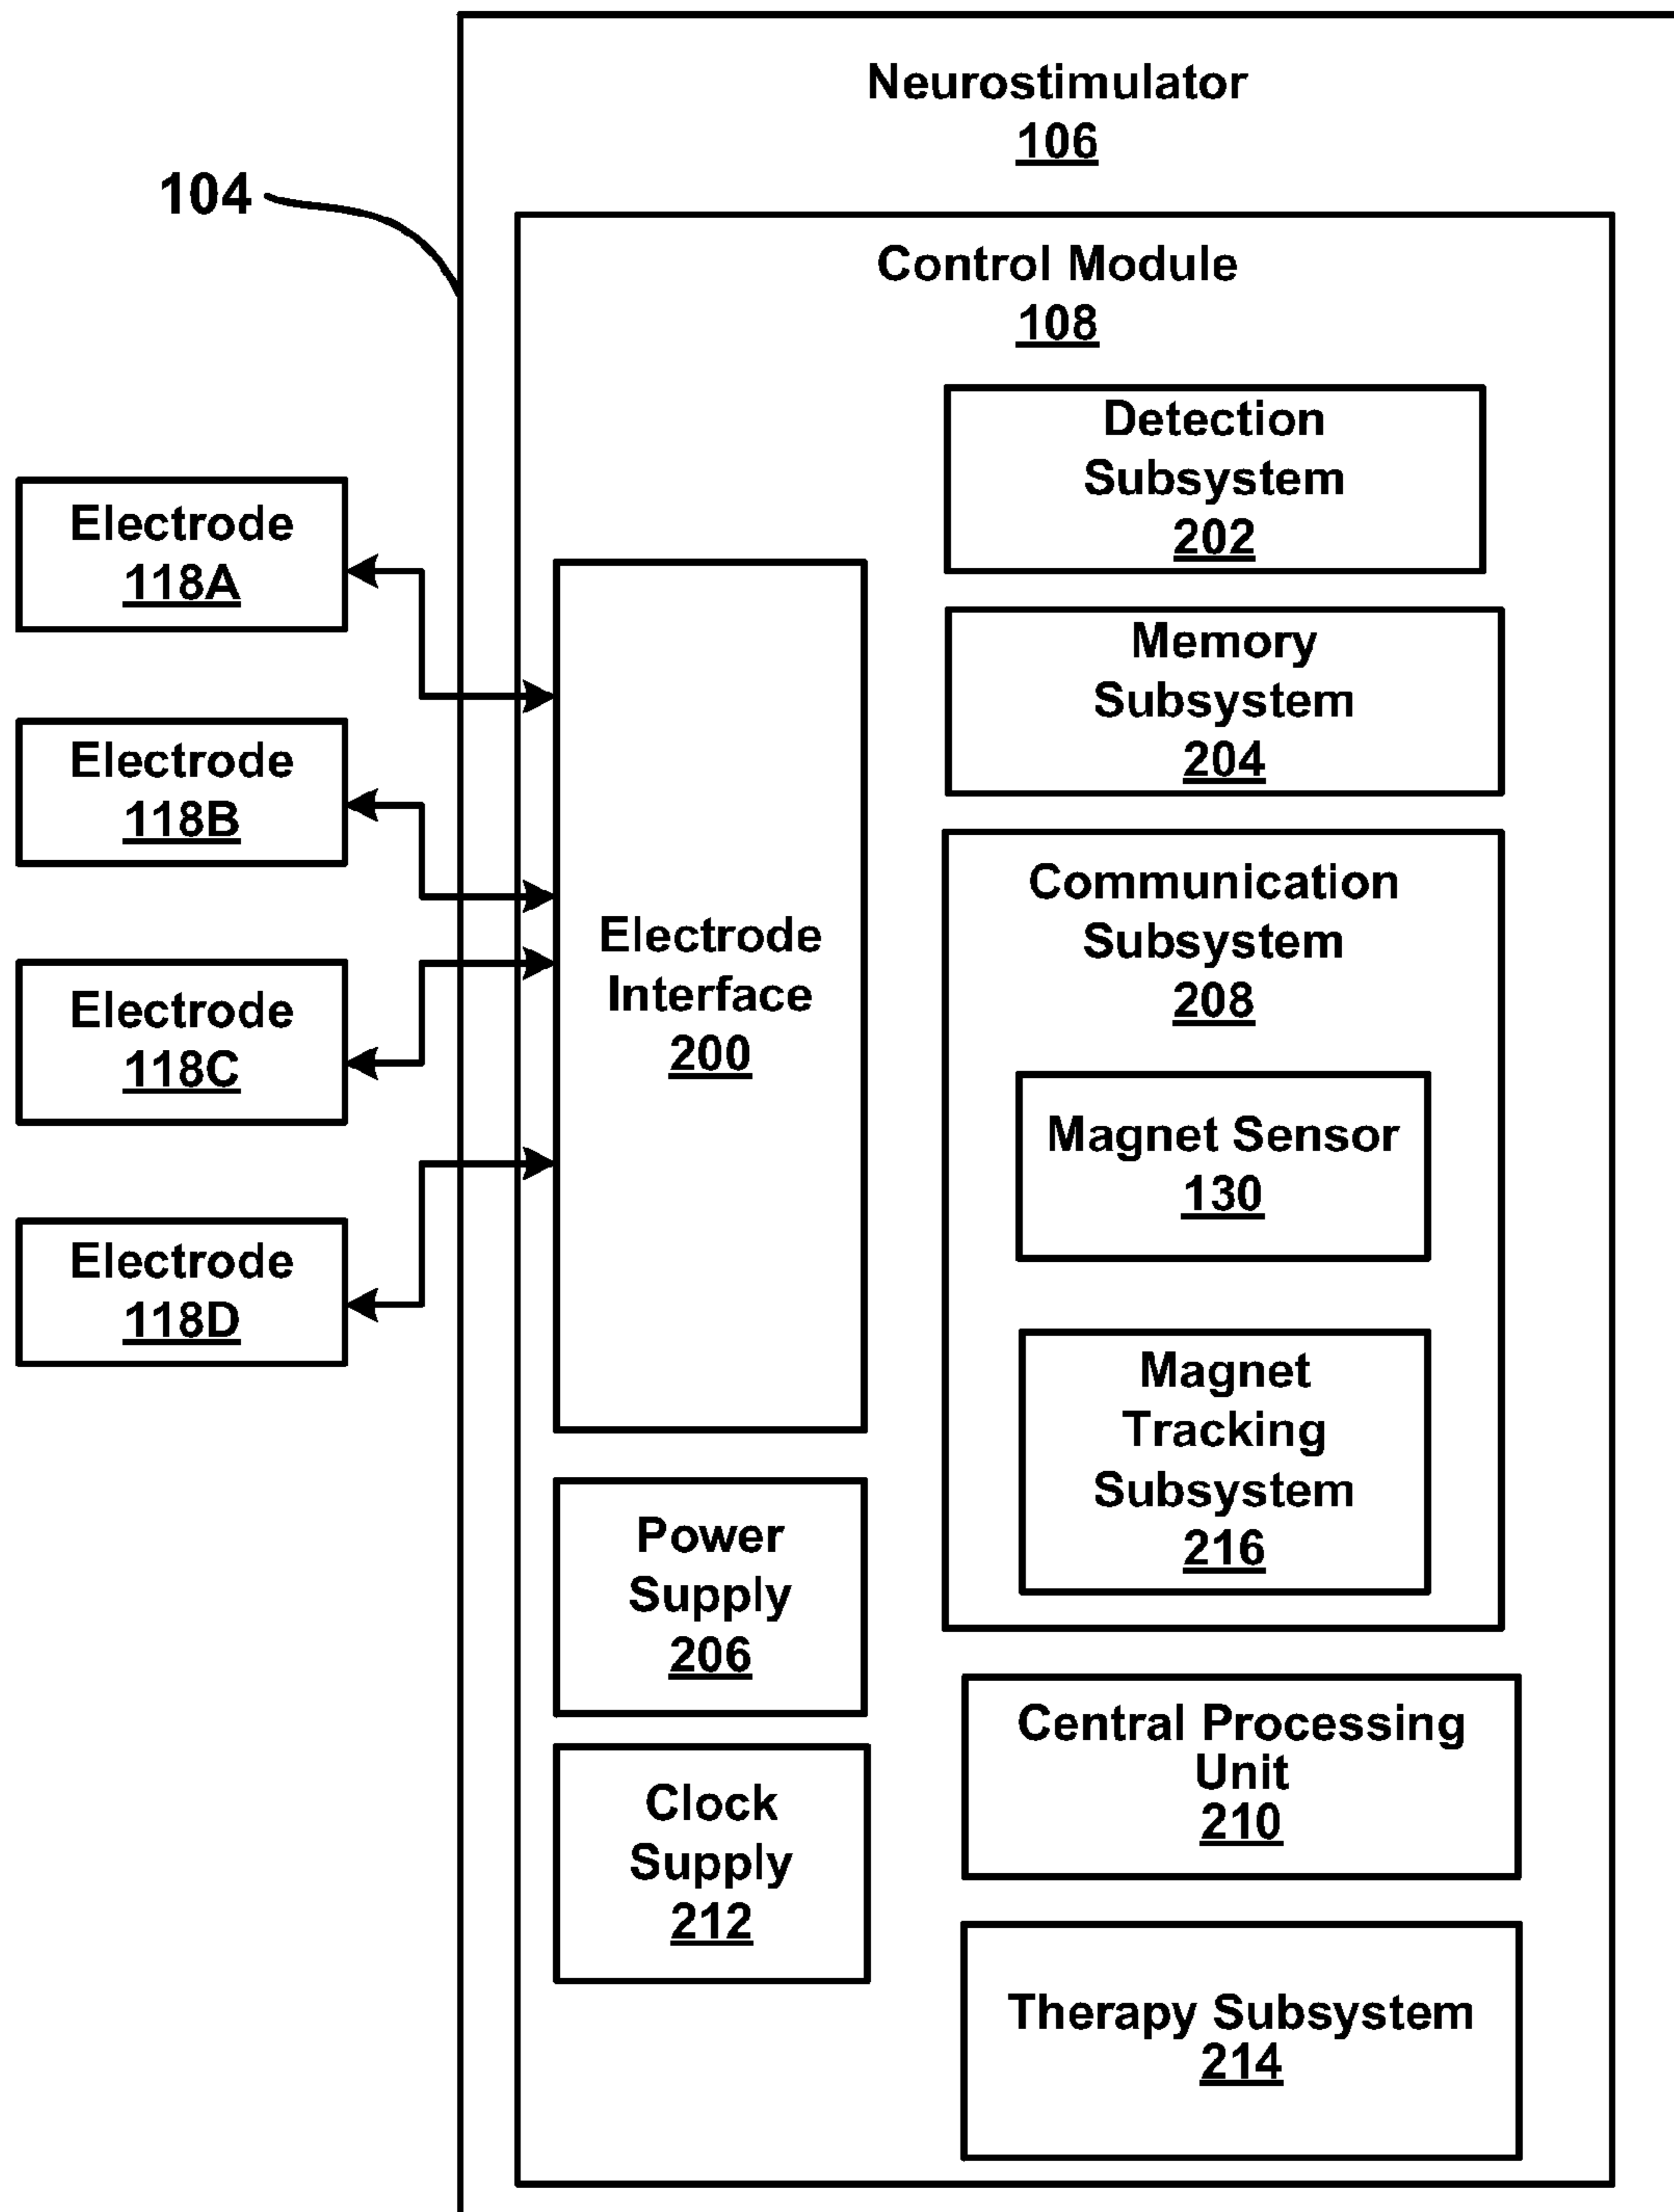 Neurostimulator
106
104
Control Module
108
Detection
Subsystem
202
Electrode
118A
Memory
Subsystem
204
Electrode
118B
Communication
Subsystem
208
Electrode
Interface
200
Electrode
118C
Magnet Sensor
130
Electrode
118D
Magnet
Tracking
Subsystem
216
Power
Supply
206
Central Processing
Unit
210
Clock
Supply
212
Therapy Subsystem
214